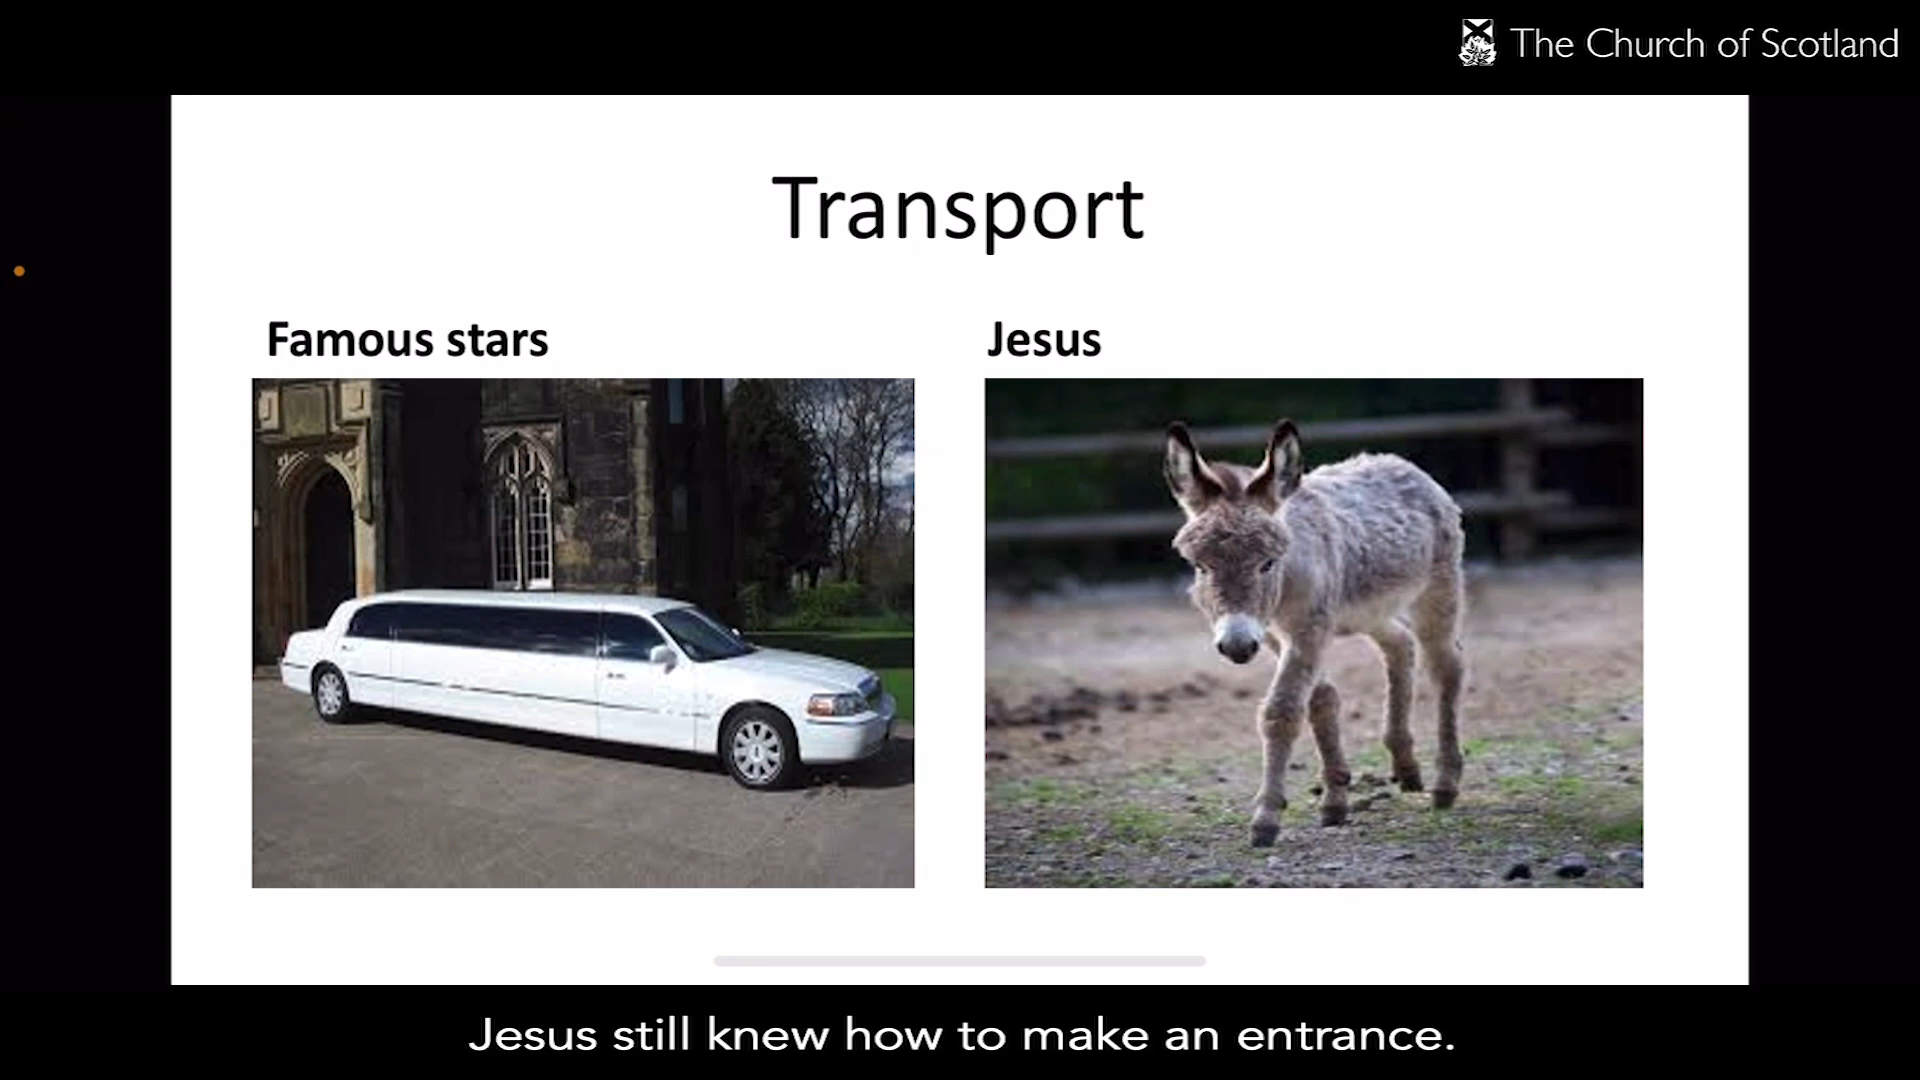 The Church of Scotland
Transport
Famous stars
Jesus
Jesus still knew how to make an entrance.